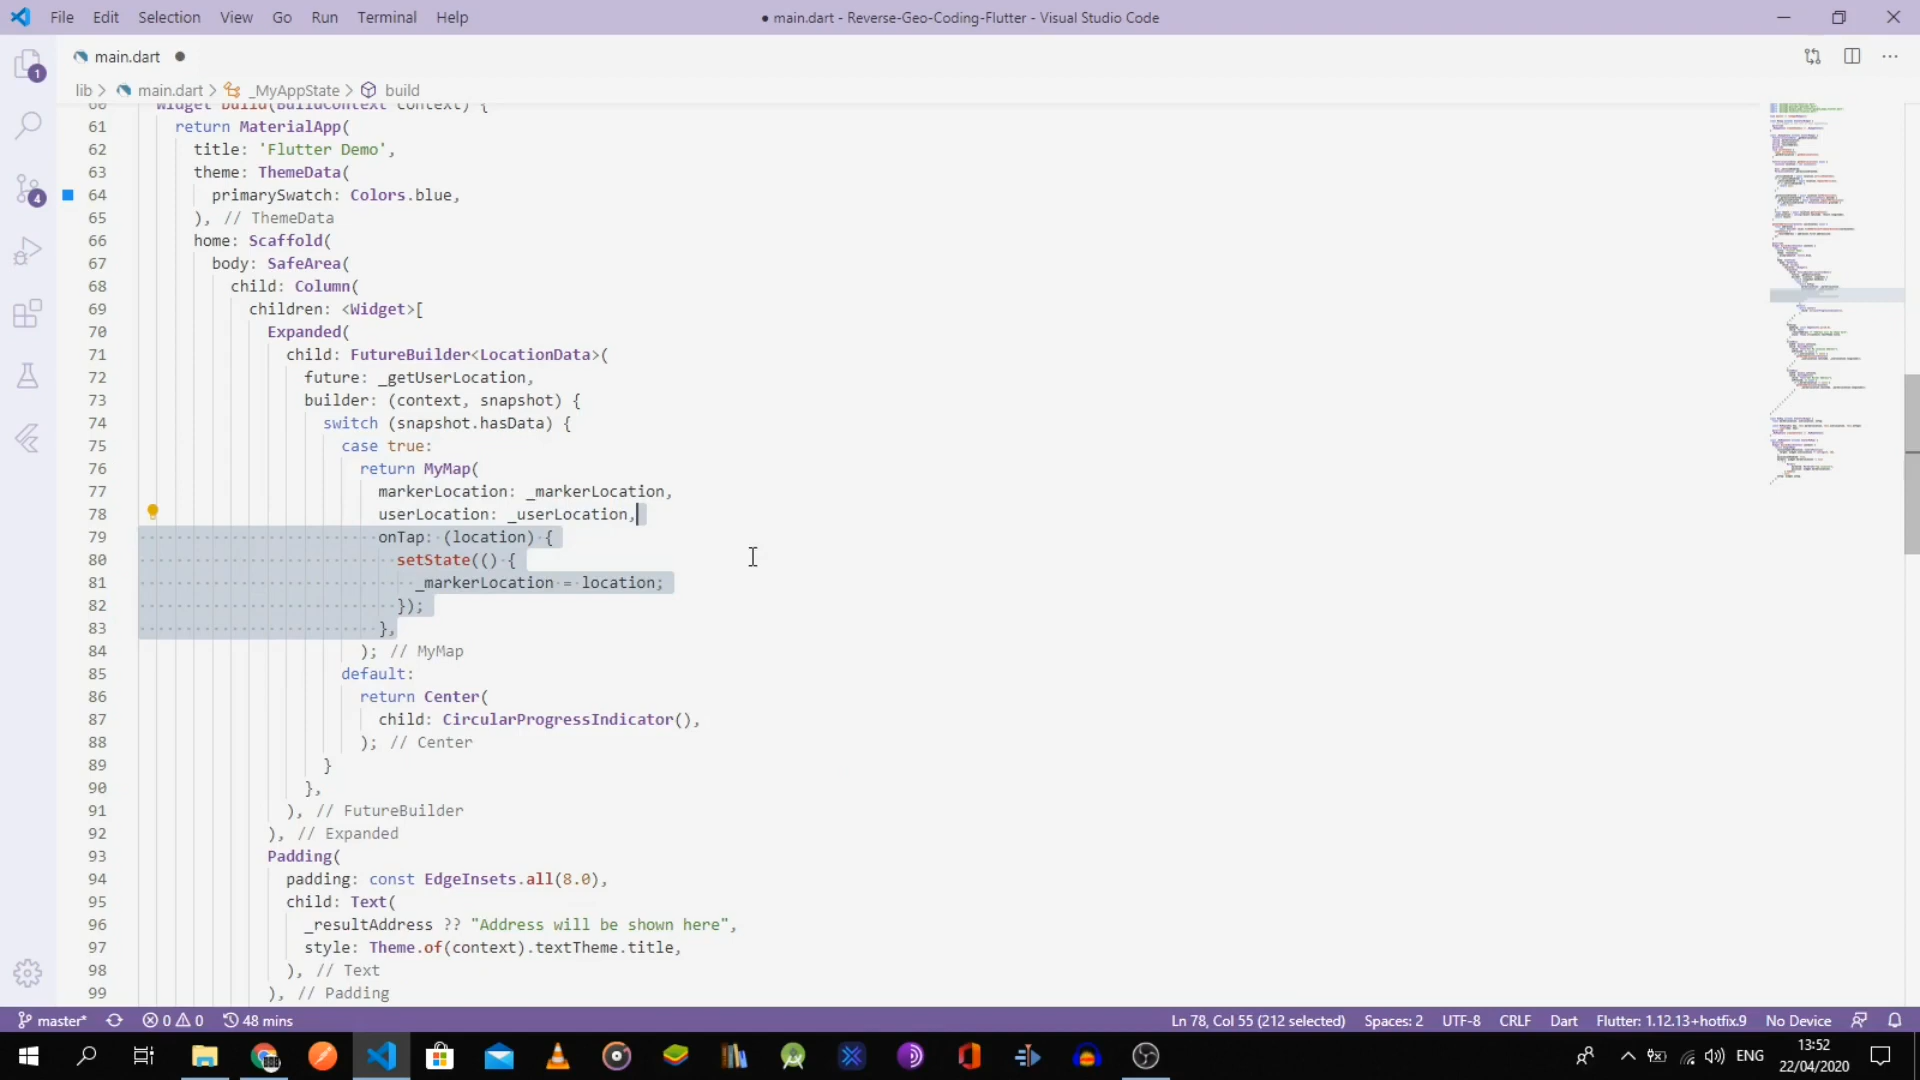 File Edit Selection View Go Run Terminal Help
● main.dart - Reverse-Geo-Coding-Flutter - Visual Studio Code
main.dart ●
lib > main.dart > _MyAppState > build
60 Widget build(BuildContext context) {
61 return MaterialApp(
62 title: 'Flutter Demo',
63 theme: ThemeData(
64 primarySwatch: Colors.blue,
65 ), // ThemeData
66 home: Scaffold(
67 body: SafeArea(
68 child: Column(
69 children: <Widget>[
70 Expanded(
71 child: FutureBuilder<LocationData>(
72 future: _getUserLocation,
73 builder: (context, snapshot) {
74 switch (snapshot.hasData) {
75 case true:
76 return MyMap(
77 markerLocation: _markerLocation,
78 userLocation: _userLocation,
79 onTap: (location) {
80 setState(() {
81 _markerLocation = location;
82 });
83 },
84 ); // MyMap
85 default:
86 return Center(
87 child: CircularProgressIndicator(),
88 ); // Center
89 }
90 },
91 ), // FutureBuilder
92 ), // Expanded
93 Padding(
94 padding: const EdgeInsets.all(8.0),
95 child: Text(
96 _resultAddress ?? "Address will be shown here",
97 style: Theme.of(context).textTheme.title,
98 ), // Text
99 ), // Padding
1
4
master* 0 0 48 mins Ln 78, Col 55 (212 selected) Spaces: 2 UTF-8 CRLF Dart Flutter: 1.12.13+hotfix.9 No Device
ENG
13:52
22/04/2020